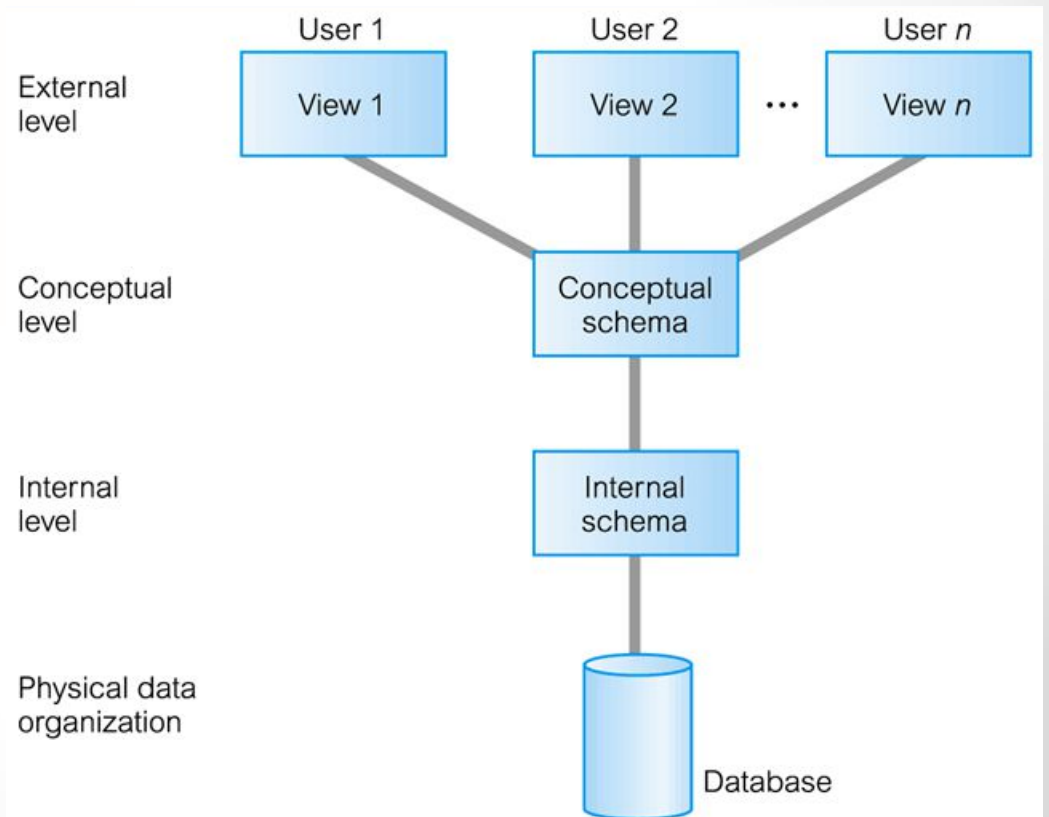 User 1
User 2
User n
External
level
View 1
View 2
...
View n
Conceptual
level
Conceptual
schema
Internal
level
Internal
schema
Physical data
organization
Database